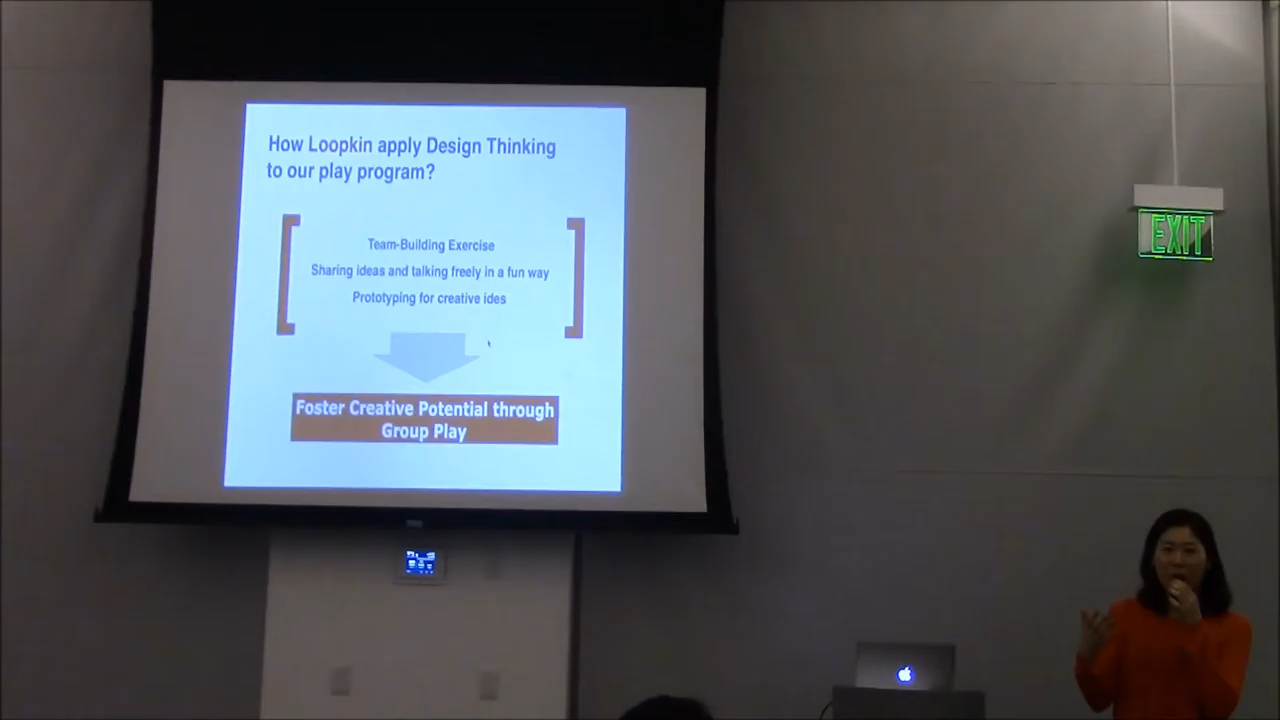 How Loopkin apply Design Thinking
to our play program?
Team-Building Exercise
Sharing ideas and talking freely in a fun way
Prototyping for creative ides
Foster Creative Potential through
Group Play
EXIT